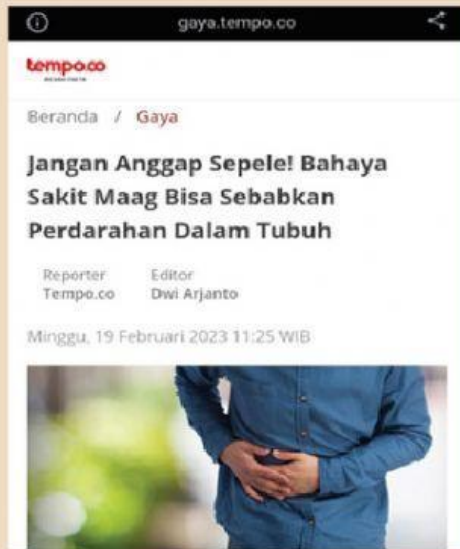 gaya.tempo.co
tempo.co
Beranda / Gaya
Jangan Anggap Sepele! Bahaya
Sakit Maag Bisa Sebabkan
Perdarahan Dalam Tubuh
Reporter Editor
Tempo.co Dwi Arjanto
Minggu, 19 Februari 2023 11:25 WIB